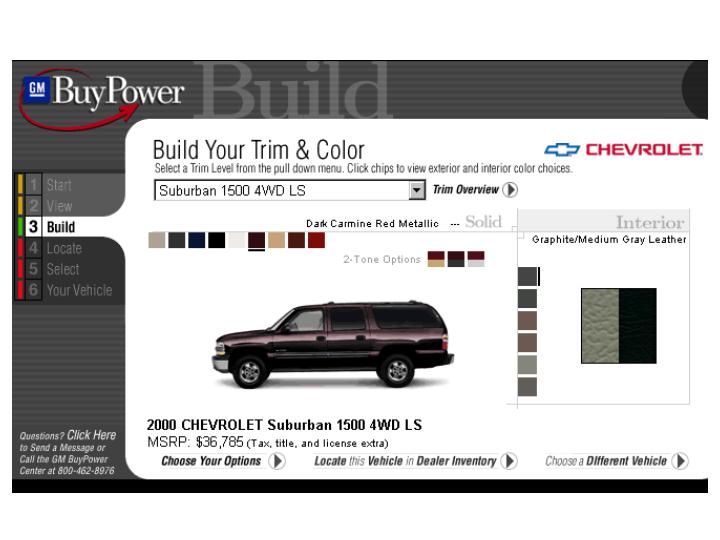 GM BuyPower
Build
Build Your Trim & Color
CHEVROLET
Select a Trim Level from the pull down menu. Click chips to view exterior and interior color choices.
Suburban 1500 4WD LS
Trim Overview
1 Start
2 View
3 Build
4 Locate
5 Select
6 Your Vehicle
Dark Carmine Red Metallic --- Solid
Interior
Graphite/Medium Gray Leather
2-Tone Options
2000 CHEVROLET Suburban 1500 4WD LS
MSRP: $36,785 (Tax, title, and license extra)
Choose Your Options
Locate this Vehicle in Dealer Inventory
Choose a Different Vehicle
Questions? Click Here
to Send a Message or
Call the GM BuyPower
Center at 800-462-8976